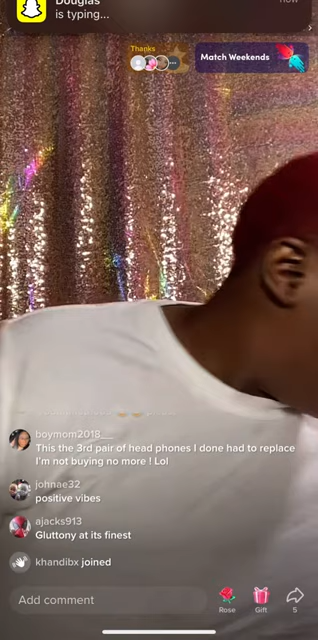 Douglas
now
is typing...
Thanks
Match Weekends
boymom2018__
This the 3rd pair of head phones I done had to replace
I'm not buying no more ! Lol
johnae32
positive vibes
ajacks913
Gluttony at its finest
khandibx joined
Add comment
Rose
Gift
5